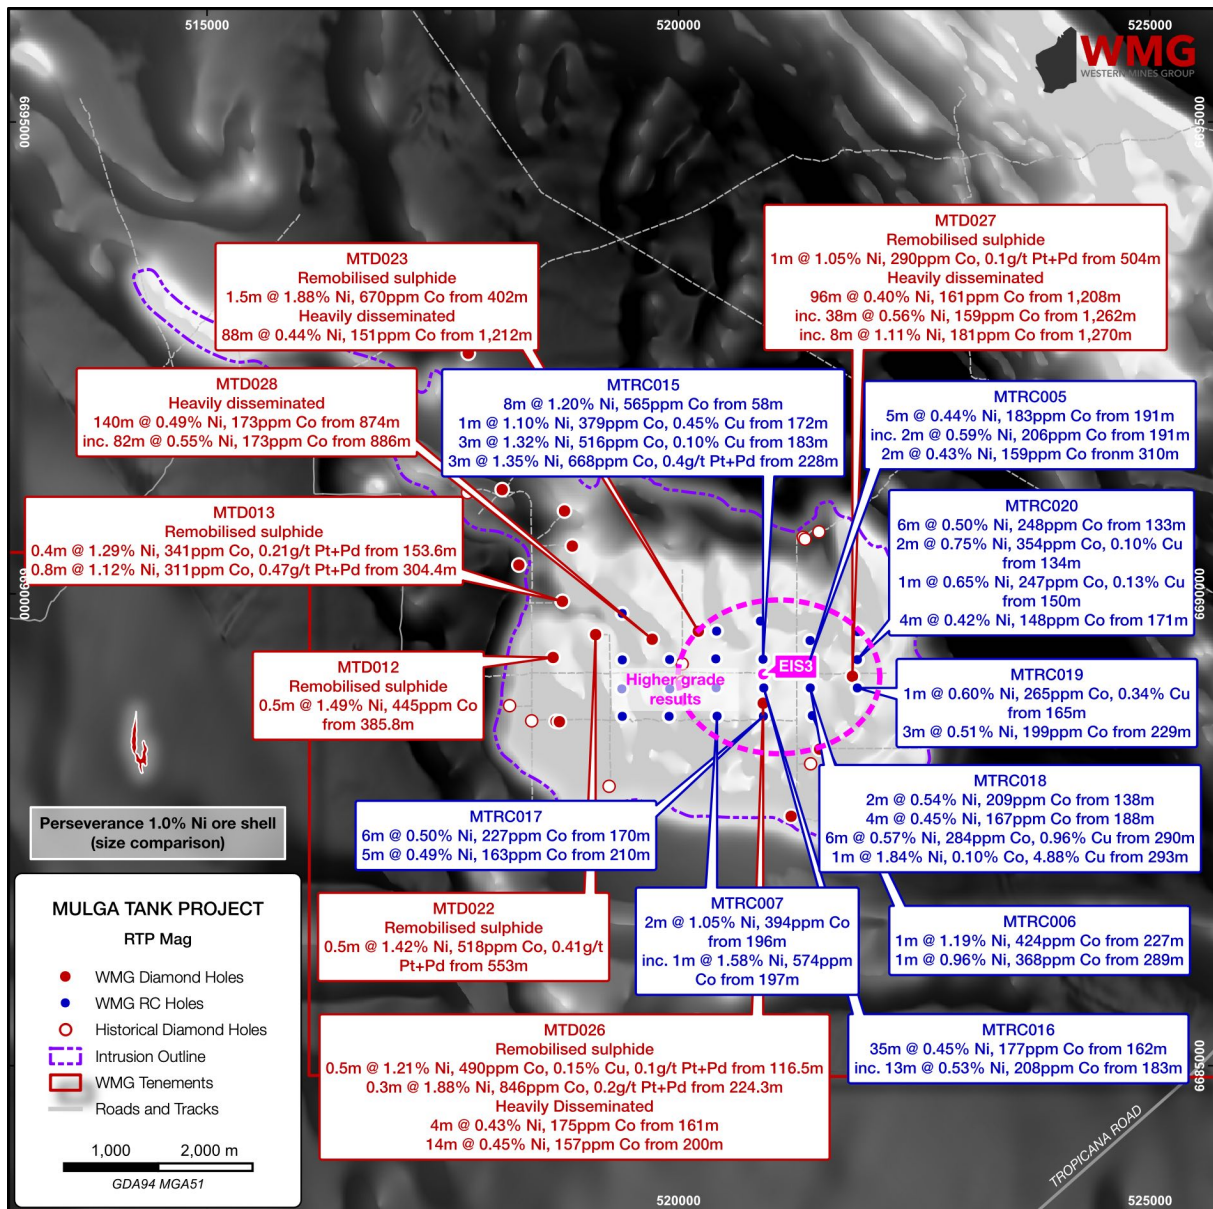 515000
520000
525000
WMG
WESTERN MINES GROUP
6695000
6695000
MTD027
Remobilised sulphide
1m @ 1.05% Ni, 290ppm Co, 0.1g/t Pt+Pd from 504m
Heavily disseminated
96m @ 0.40% Ni, 161ppm Co from 1,208m
inc. 38m @ 0.56% Ni, 159ppm Co from 1,262m
inc. 8m @ 1.11% Ni, 181ppm Co from 1,270m
MTD023
Remobilised sulphide
1.5m @ 1.88% Ni, 670ppm Co from 402m
Heavily disseminated
88m @ 0.44% Ni, 151ppm Co from 1,212m
MTD028
Heavily disseminated
140m @ 0.49% Ni, 173ppm Co from 874m
inc. 82m @ 0.55% Ni, 173ppm Co from 886m
MTRC015
8m @ 1.20% Ni, 565ppm Co from 58m
1m @ 1.10% Ni, 379ppm Co, 0.45% Cu from 172m
3m @ 1.32% Ni, 516ppm Co, 0.10% Cu from 183m
3m @ 1.35% Ni, 668ppm Co, 0.4g/t Pt+Pd from 228m
MTRC005
5m @ 0.44% Ni, 183ppm Co from 191m
inc. 2m @ 0.59% Ni, 206ppm Co from 191m
2m @ 0.43% Ni, 159ppm Co fronm 310m
MTD013
Remobilised sulphide
0.4m @ 1.29% Ni, 341ppm Co, 0.21g/t Pt+Pd from 153.6m
0.8m @ 1.12% Ni, 311ppm Co, 0.47g/t Pt+Pd from 304.4m
MTRC020
6m @ 0.50% Ni, 248ppm Co from 133m
2m @ 0.75% Ni, 354ppm Co, 0.10% Cu
from 134m
1m @ 0.65% Ni, 247ppm Co, 0.13% Cu
from 150m
4m @ 0.42% Ni, 148ppm Co from 171m
6690000
6690000
MTD012
Remobilised sulphide
0.5m @ 1.49% Ni, 445ppm Co
from 385.8m
Higher grade
results
EIS3
MTRC019
1m @ 0.60% Ni, 265ppm Co, 0.34% Cu
from 165m
3m @ 0.51% Ni, 199ppm Co from 229m
MTRC018
2m @ 0.54% Ni, 209ppm Co from 138m
4m @ 0.45% Ni, 167ppm Co from 188m
6m @ 0.57% Ni, 284ppm Co, 0.96% Cu from 290m
1m @ 1.84% Ni, 0.10% Co, 4.88% Cu from 293m
Perseverance 1.0% Ni ore shell
(size comparison)
MTRC017
6m @ 0.50% Ni, 227ppm Co from 170m
5m @ 0.49% Ni, 163ppm Co from 210m
MTD022
Remobilised sulphide
0.5m @ 1.42% Ni, 518ppm Co, 0.41g/t
Pt+Pd from 553m
MTRC007
2m @ 1.05% Ni, 394ppm Co
from 196m
inc. 1m @ 1.58% Ni, 574ppm
Co from 197m
MTRC006
1m @ 1.19% Ni, 424ppm Co from 227m
1m @ 0.96% Ni, 368ppm Co from 289m
MTD026
Remobilised sulphide
0.5m @ 1.21% Ni, 490ppm Co, 0.15% Cu, 0.1g/t Pt+Pd from 116.5m
0.3m @ 1.88% Ni, 846ppm Co, 0.2g/t Pt+Pd from 224.3m
Heavily Disseminated
4m @ 0.43% Ni, 175ppm Co from 161m
14m @ 0.45% Ni, 157ppm Co from 200m
MTRC016
35m @ 0.45% Ni, 177ppm Co from 162m
inc. 13m @ 0.53% Ni, 208ppm Co from 183m
6685000
MULGA TANK PROJECT
RTP Mag
WMG Diamond Holes
WMG RC Holes
Historical Diamond Holes
Intrusion Outline
WMG Tenements
Roads and Tracks
1,000
2,000 m
GDA94 MGA51
TROPICANA ROAD
520000
525000